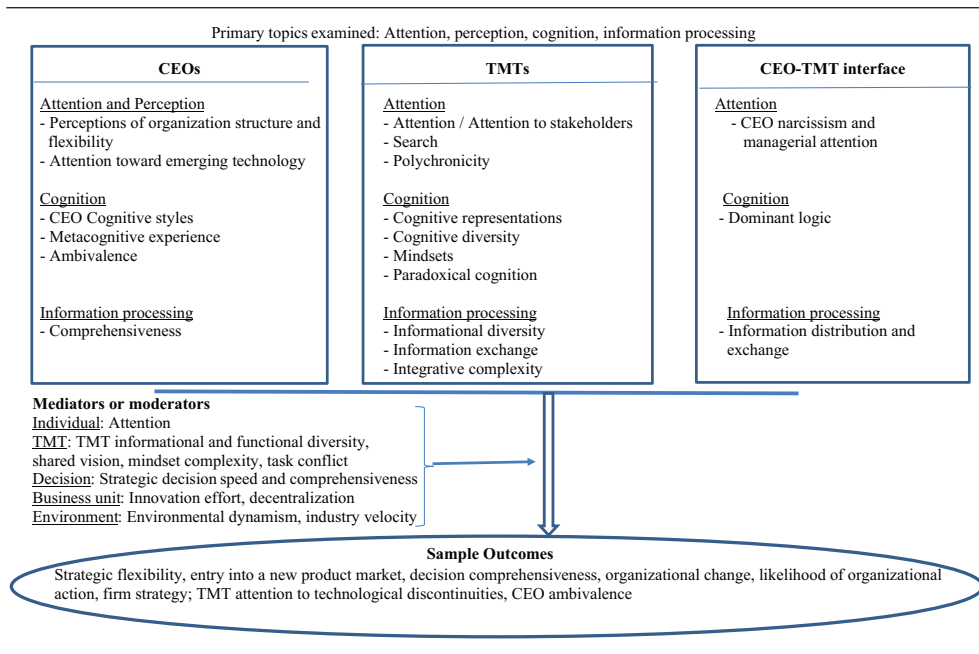 Primary topics examined: Attention, perception, cognition, information processing
CEOs
Attention and Perception
- Perceptions of organization structure and
flexibility
- Attention toward emerging technology
Cognition
- CEO Cognitive styles
- Metacognitive experience
- Ambivalence
Information processing
- Comprehensiveness
TMTs
Attention
- Attention / Attention to stakeholders
- Search
- Polychronicity
Cognition
- Cognitive representations
- Cognitive diversity
- Mindsets
- Paradoxical cognition
Information processing
- Informational diversity
- Information exchange
- Integrative complexity
CEO-TMT interface
Attention
- CEO narcissism and
managerial attention
Cognition
- Dominant logic
Information processing
- Information distribution and
exchange
Mediators or moderators
Individual: Attention
TMT: TMT informational and functional diversity,
shared vision, mindset complexity, task conflict
Decision: Strategic decision speed and comprehensiveness
Business unit: Innovation effort, decentralization
Environment: Environmental dynamism, industry velocity
Sample Outcomes
Strategic flexibility, entry into a new product market, decision comprehensiveness, organizational change, likelihood of organizational
action, firm strategy; TMT attention to technological discontinuities, CEO ambivalence